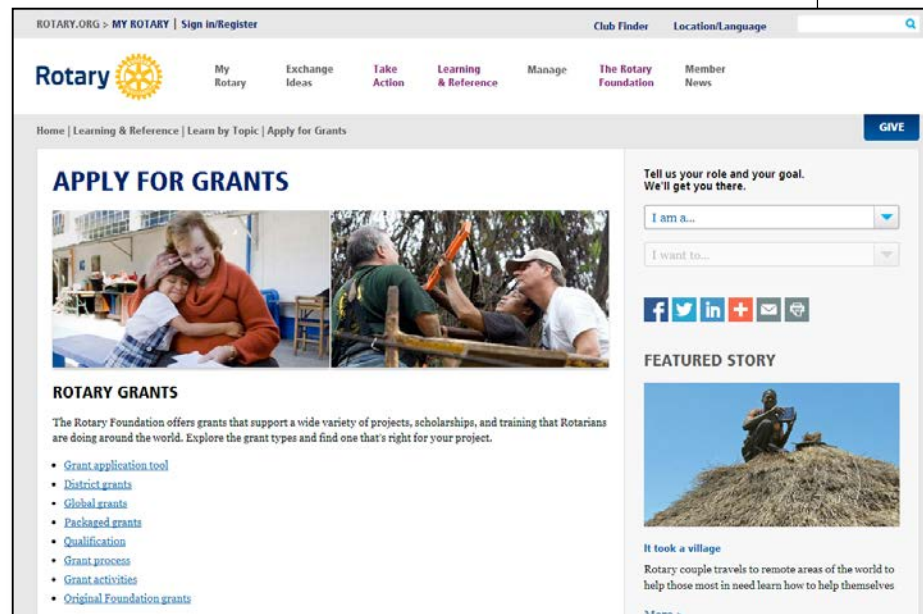 ROTARY.ORG > MY ROTARY | Sign in/Register
Club Finder
Location/Language
Rotary
My
Rotary
Exchange
Ideas
Take
Action
Learning
& Reference
Manage
The Rotary
Foundation
Member
News
Home | Learning & Reference | Learn by Topic | Apply for Grants
GIVE
APPLY FOR GRANTS
ROTARY GRANTS
The Rotary Foundation offers grants that support a wide variety of projects, scholarships, and training that Rotarians
are doing around the world. Explore the grant types and find one that's right for your project.
• Grant application tool
• District grants
• Global grants
• Packaged grants
• Qualification
• Grant process
• Grant activities
• Original Foundation grants
Tell us your role and your goal.
We'll get you there.
I am a...
I want to...
f
in
FEATURED STORY
It took a village
Rotary couple travels to remote areas of the world to
help those most in need learn how to help themselves
More >